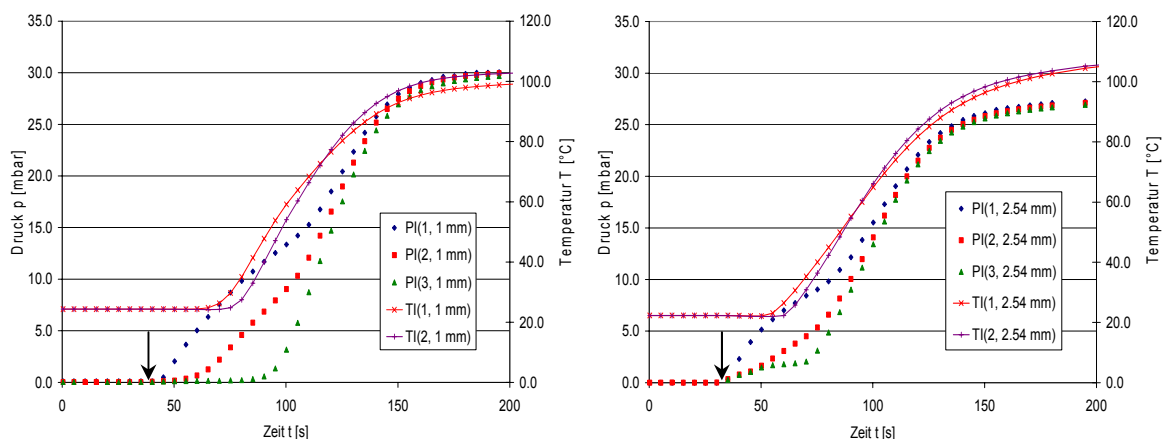 35.0
30.0
25.0
20.0
15.0
10.0
5.0
0.0
Druck p [mbar]
0 50 100 150 200
Zeit t [s]
120.0
100.0
80.0
60.0
40.0
20.0
0.0
Temperatur T [°C]
PI(1, 1 mm)
PI(2, 1 mm)
PI(3, 1 mm)
TI(1, 1 mm)
TI(2, 1 mm)
35.0
30.0
25.0
20.0
15.0
10.0
5.0
0.0
Druck p [mbar]
0 50 100 150 200
Zeit t [s]
120.0
100.0
80.0
60.0
40.0
20.0
0.0
Temperatur T [°C]
PI(1, 2.54 mm)
PI(2, 2.54 mm)
PI(3, 2.54 mm)
TI(1, 2.54 mm)
TI(2, 2.54 mm)